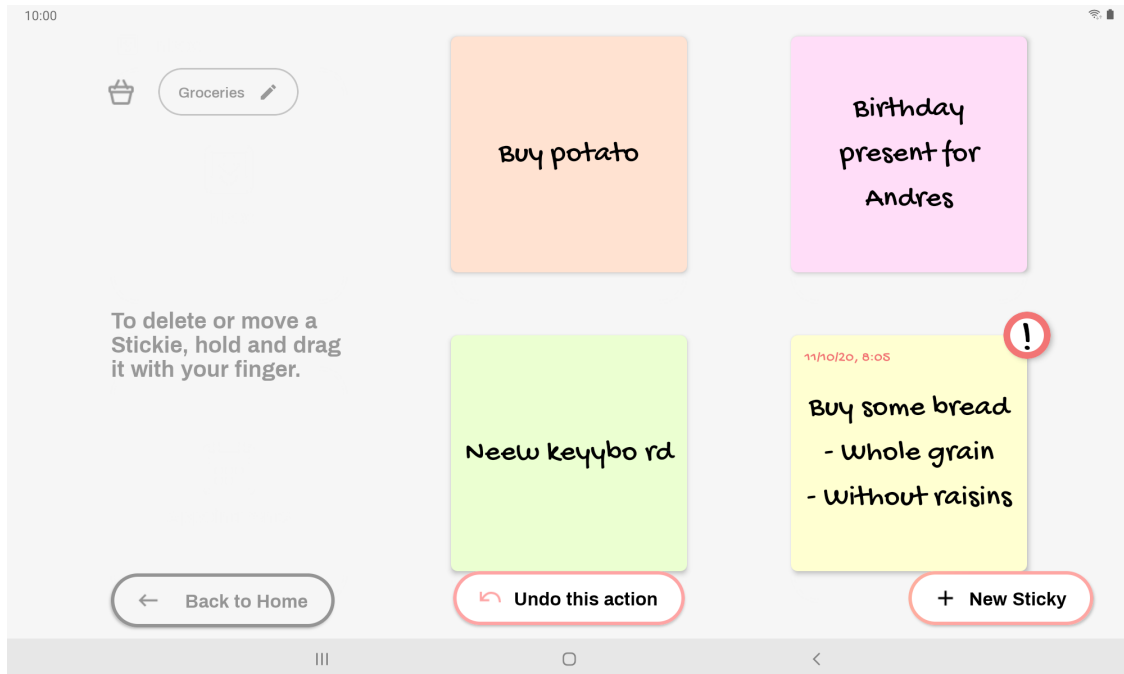 10:00
Groceries
To delete or move a
Stickie, hold and drag
it with your finger.
Back to Home
Buy potato
Birthday
present for
Andres
Neew keyybo rd
!
11/10/20, 8:05
Buy some bread
- Whole grain
- Without raisins
Undo this action
+ New Sticky